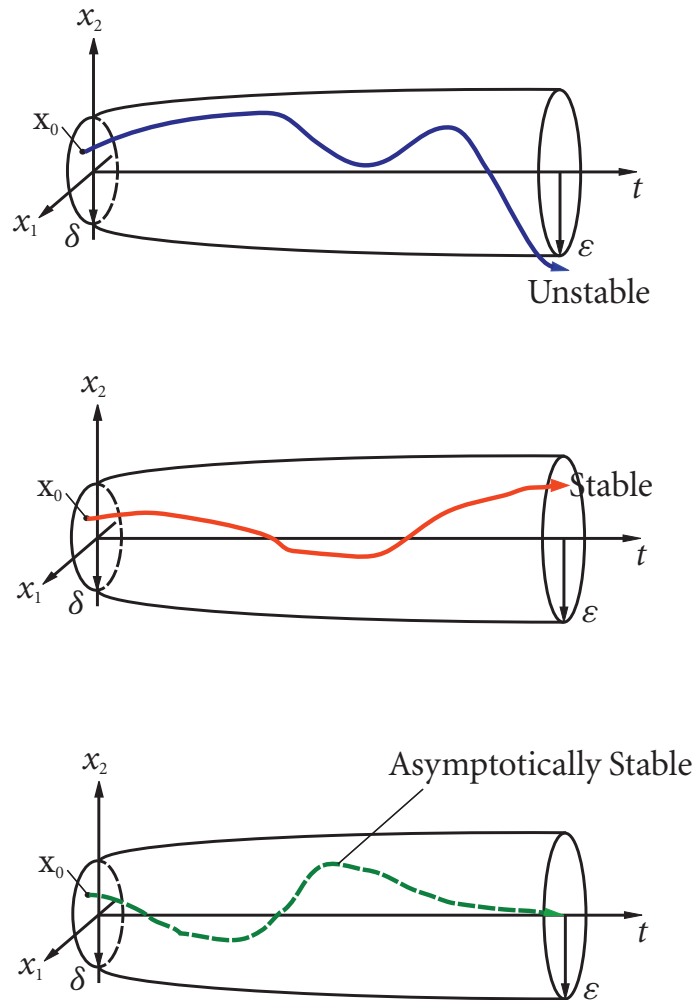 x₂
x₀
t
x₁
δ
ε
Unstable
x₂
x₀
Stable
t
x₁
δ
ε
Asymptotically Stable
x₂
x₀
t
x₁
δ
ε